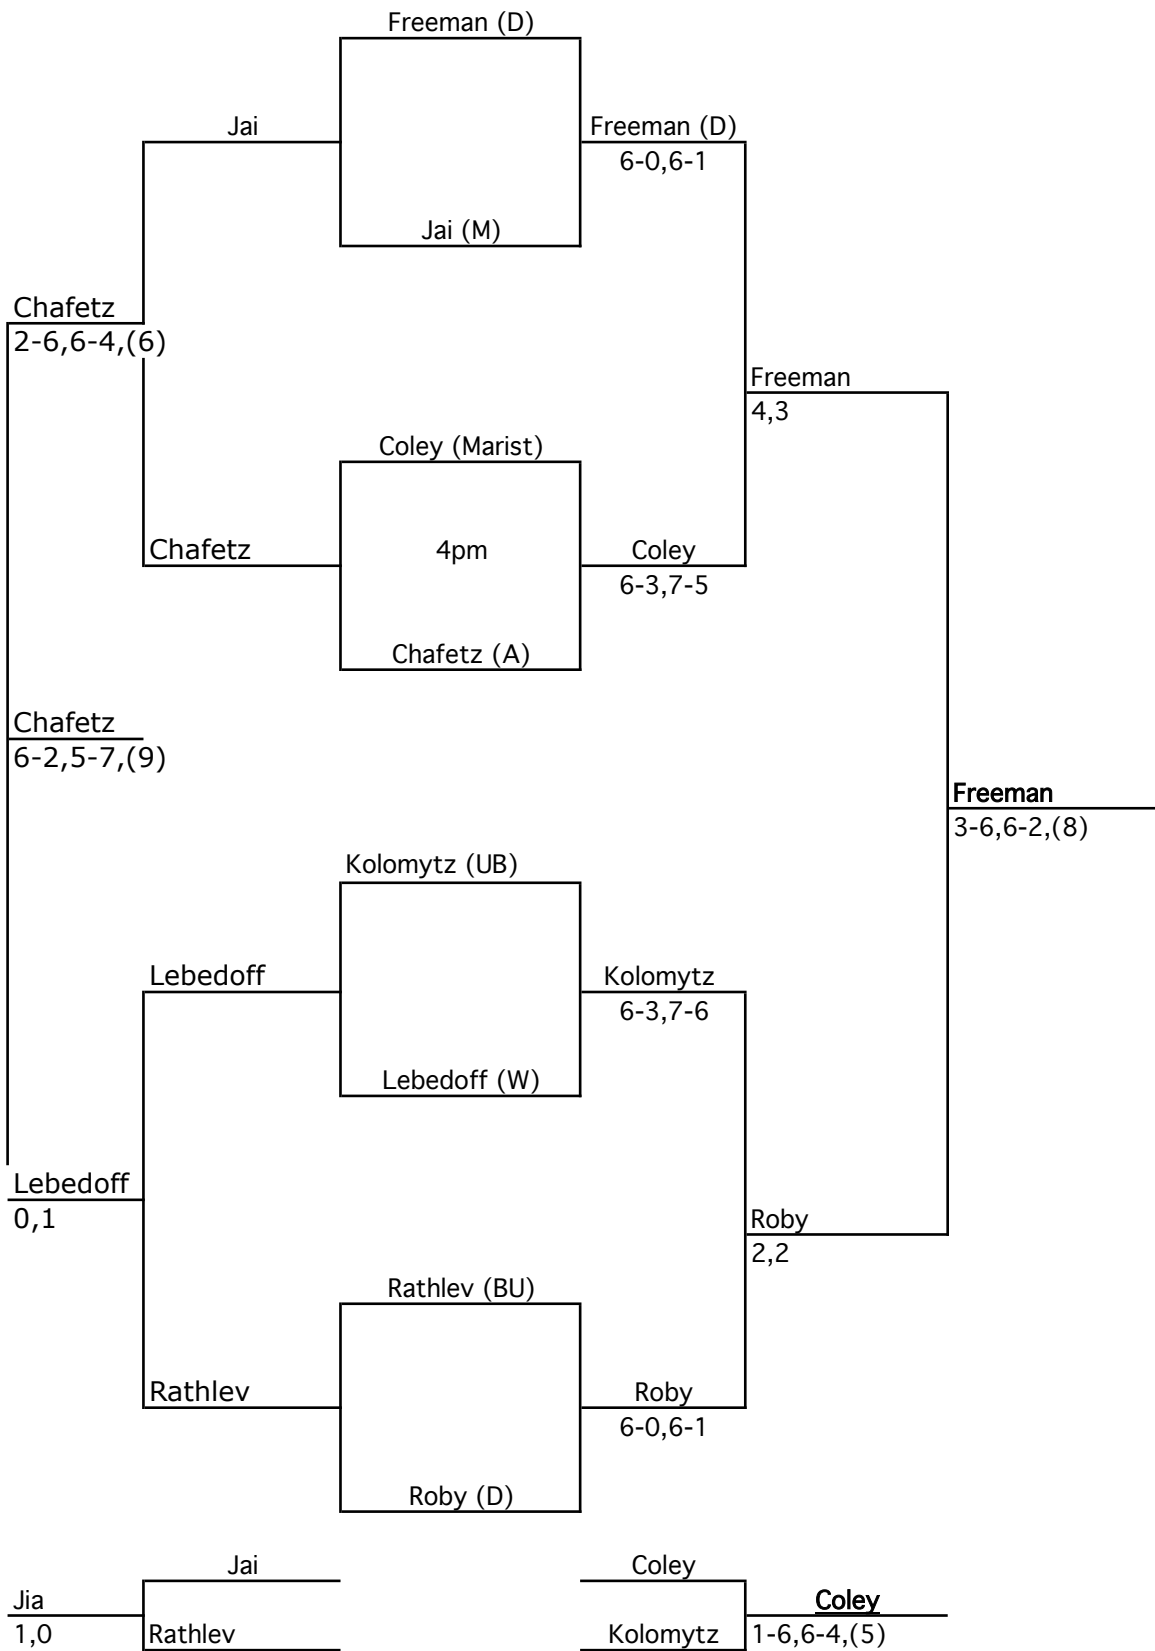 Freeman (D)
Jai
Freeman (D)
6-0,6-1
Jai (M)
Chafetz
2-6,6-4,(6)
Freeman
4,3
Coley (Marist)
Chafetz
4pm
Coley
6-3,7-5
Chafetz (A)
Chafetz
6-2,5-7,(9)
Freeman
3-6,6-2,(8)
Kolomytz (UB)
Lebedoff
Kolomytz
6-3,7-6
Lebedoff (W)
Lebedoff
0,1
Roby
2,2
Rathlev (BU)
Rathlev
Roby
6-0,6-1
Roby (D)
Jai
Coley
Jia
Coley
1,0
Rathlev
Kolomytz
1-6,6-4,(5)